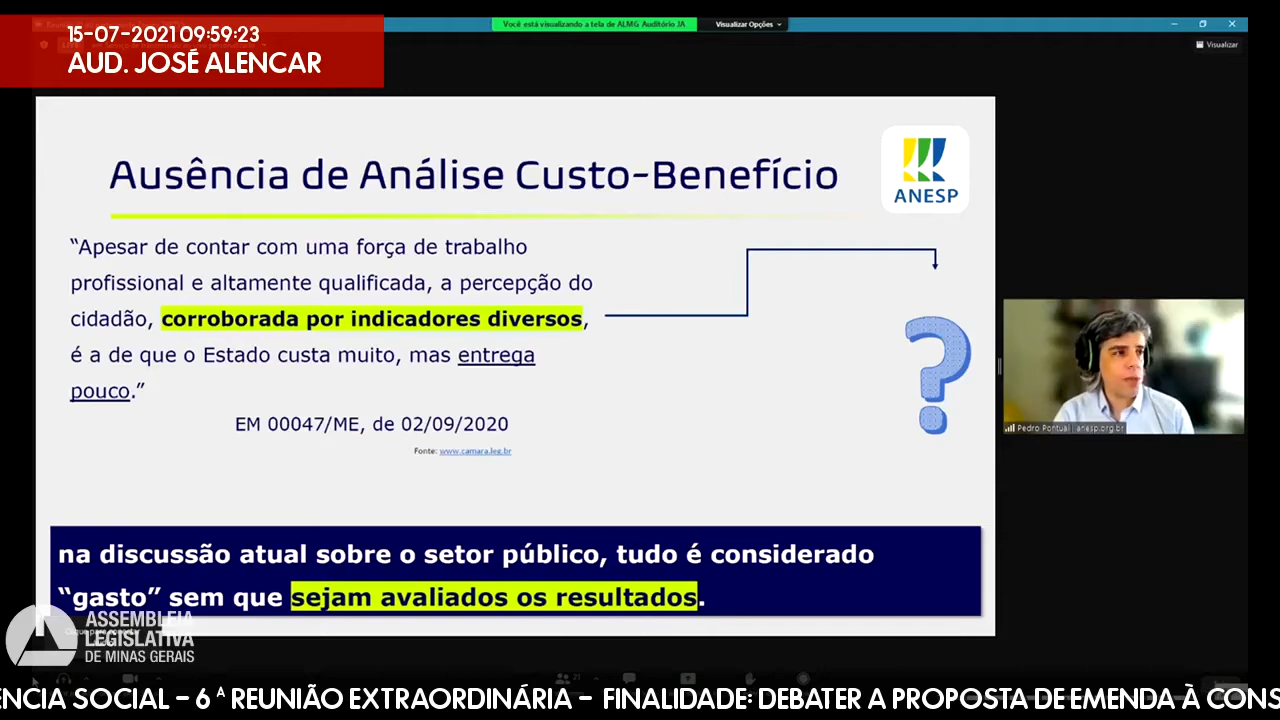 Você está visualizando a tela de ALMG Auditório JA
Visualizar Opções
15-07-2021 09:59:23
AUD. JOSÉ ALENCAR
Visualizar
Ausência de Análise Custo-Benefício
ANESP
“Apesar de contar com uma força de trabalho
profissional e altamente qualificada, a percepção do
cidadão, corroborada por indicadores diversos,
é a de que o Estado custa muito, mas entrega
pouco.”
EM 00047/ME, de 02/09/2020
Fonte: www.camara.leg.br
?
Pedro Pontual | anesp.org.br
na discussão atual sobre o setor público, tudo é considerado
“gasto” sem que sejam avaliados os resultados.
ASSEMBLEIA
LEGISLATIVA
DE MINAS GERAIS
21
ENCIA SOCIAL – 6 ª REUNIÃO EXTRAORDINÁRIA – FINALIDADE: DEBATER A PROPOSTA DE EMENDA À CONS